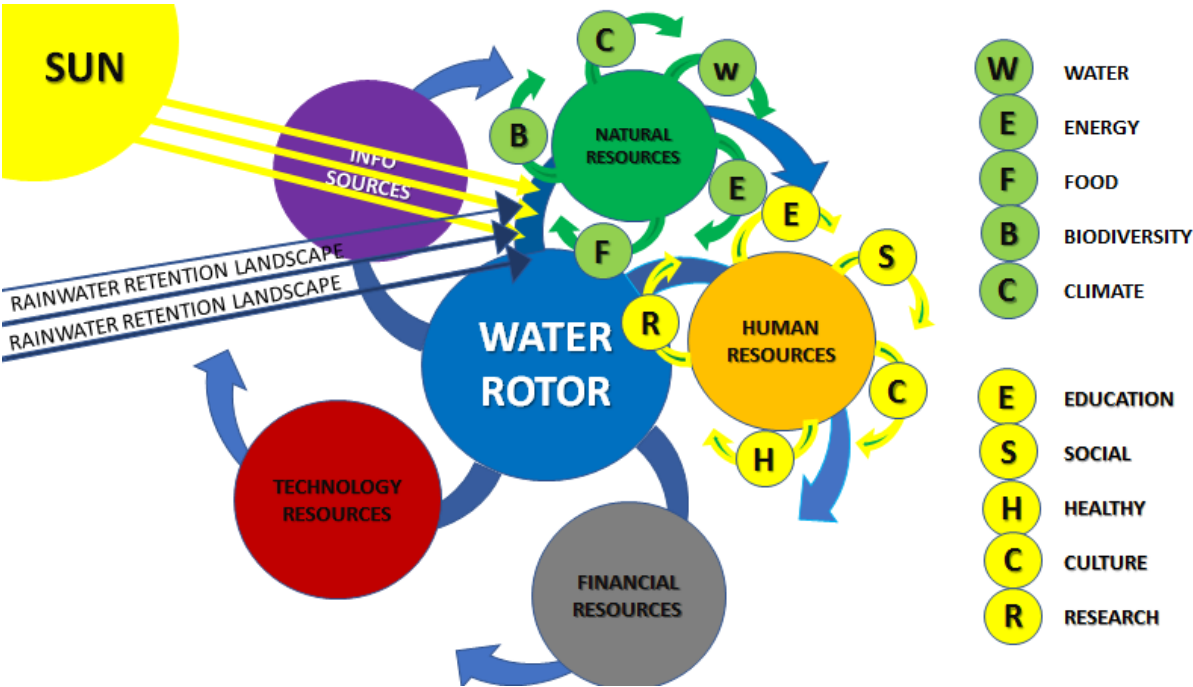 SUN
INFO
SOURCES
RAINWATER RETENTION LANDSCAPE
RAINWATER RETENTION LANDSCAPE
C
w
B
NATURAL
RESOURCES
E
F
WATER
ROTOR
E
S
R
HUMAN
RESOURCES
C
H
TECHNOLOGY
RESOURCES
FINANCIAL
RESOURCES
W WATER
E ENERGY
F FOOD
B BIODIVERSITY
C CLIMATE
E EDUCATION
S SOCIAL
H HEALTHY
C CULTURE
R RESEARCH